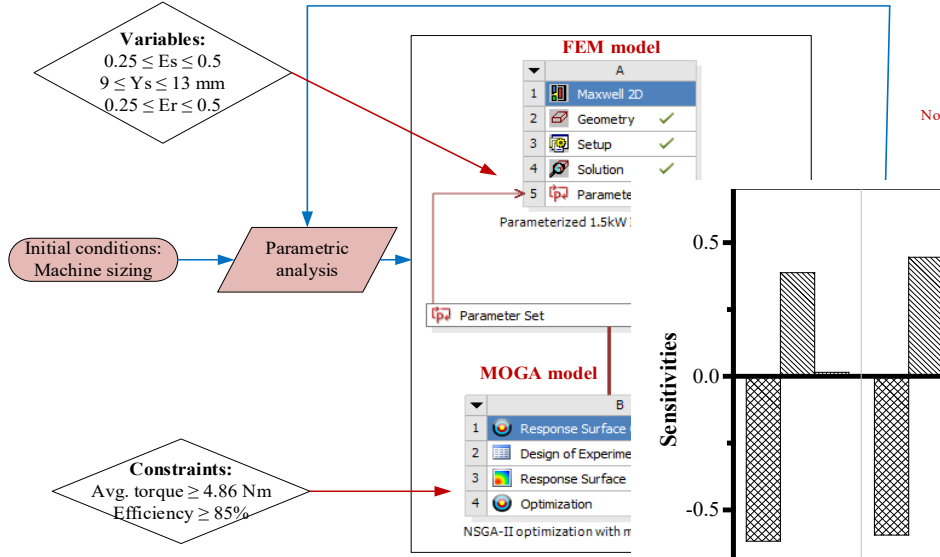 Variables:
0.25 ≤ Es ≤ 0.5
9 ≤ Ys ≤ 13 mm
0.25 ≤ Er ≤ 0.5
FEM model
A
1 Maxwell 2D
2 Geometry
3 Setup
4 Solution
5 Paramete
Parameterized 1.5kW
No
Initial conditions:
Machine sizing
Parametric
analysis
Parameter Set
MOGA model
B
1 Response Surface
2 Design of Experime
3 Response Surface
4 Optimization
NSGA-II optimization with m
Constraints:
Avg. torque ≥ 4.86 Nm
Efficiency ≥ 85%
Sensitivities
0.5
0.0
-0.5